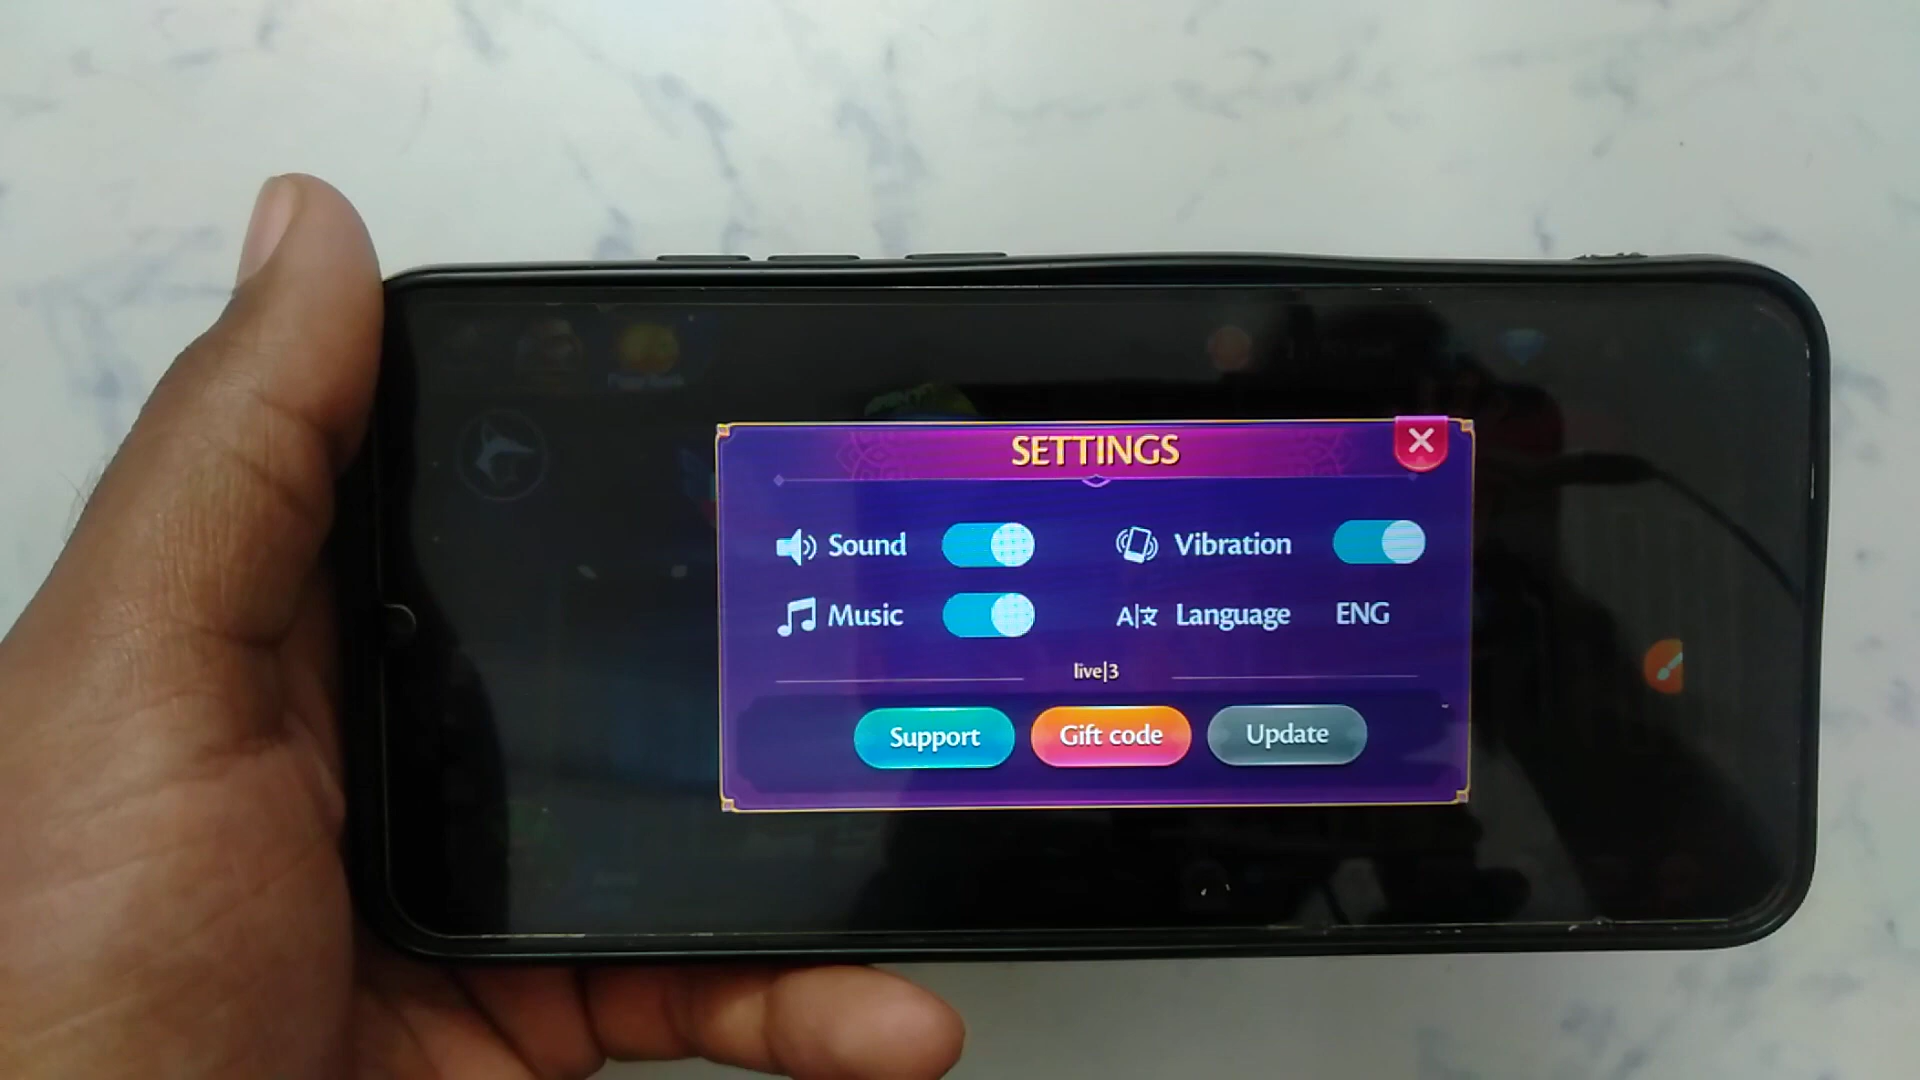 SETTINGS
Sound
Vibration
Music
A|文 Language ENG
live|3
Support Gift code Update